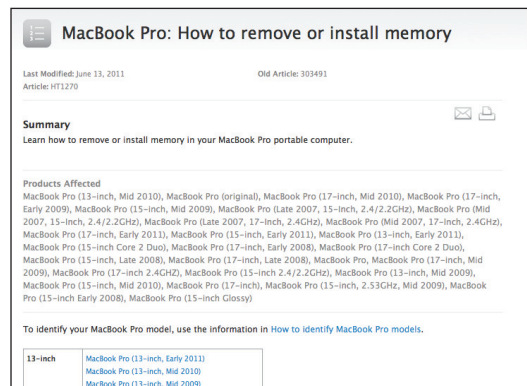 MacBook Pro: How to remove or install memory
Last Modified: June 13, 2011 Old Article: 303491
Article: HT1270
Summary
Learn how to remove or install memory in your MacBook Pro portable computer.
Products Affected
MacBook Pro (13-inch, Mid 2010), MacBook Pro (original), MacBook Pro (17-inch, Mid 2010), MacBook Pro (17-inch,
Early 2009), MacBook Pro (15-inch, Mid 2009), MacBook Pro (Late 2007, 15-Inch, 2.4/2.2GHz), MacBook Pro (Mid
2007, 15-Inch, 2.4/2.2GHz), MacBook Pro (Late 2007, 17-Inch, 2.4GHz), MacBook Pro (Mid 2007, 17-Inch, 2.4GHz),
MacBook Pro (17-inch, Early 2011), MacBook Pro (15-inch, Early 2011), MacBook Pro (13-inch, Early 2011),
MacBook Pro (15-inch Core 2 Duo), MacBook Pro (17-inch, Early 2008), MacBook Pro (17-inch Core 2 Duo),
MacBook Pro (15-inch, Late 2008), MacBook Pro (17-inch, Late 2008), MacBook Pro, MacBook Pro (17-inch, Mid
2009), MacBook Pro (17-inch 2.4GHz), MacBook Pro (15-inch 2.4/2.2GHz), MacBook Pro (13-inch, Mid 2009),
MacBook Pro (15-inch, Mid 2010), MacBook Pro (17-inch), MacBook Pro (15-inch, 2.53GHz, Mid 2009), MacBook
Pro (15-inch Early 2008), MacBook Pro (15-inch Glossy)
To identify your MacBook Pro model, use the information in How to identify MacBook Pro models.
13-inch MacBook Pro (13-inch, Early 2011)
MacBook Pro (13-inch, Mid 2010)
MacBook Pro (13-inch, Mid 2009)